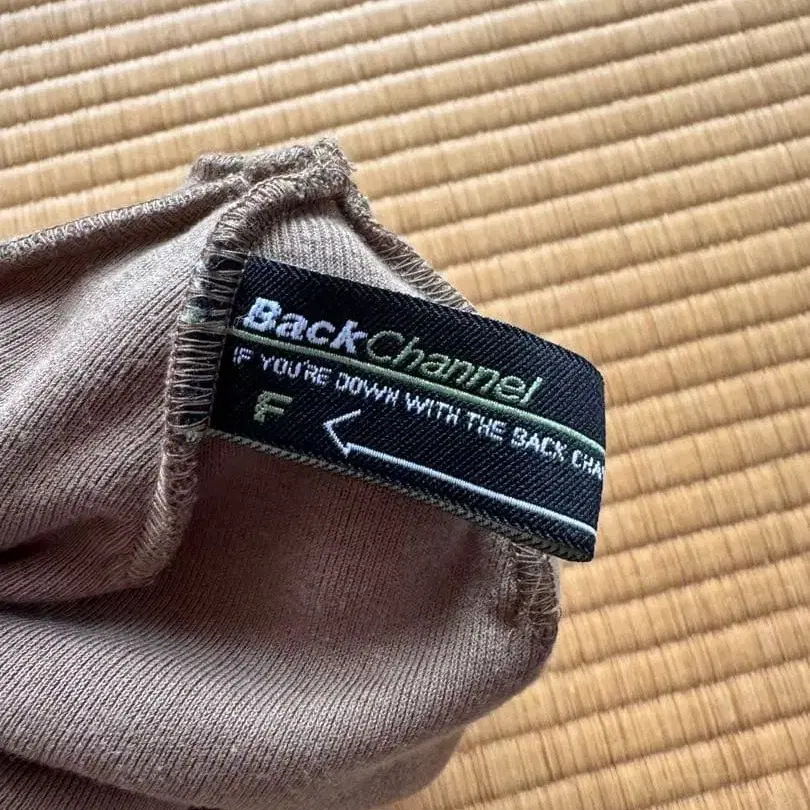 BackChannel
IF YOU'RE DOWN WITH THE BACK CHA
F